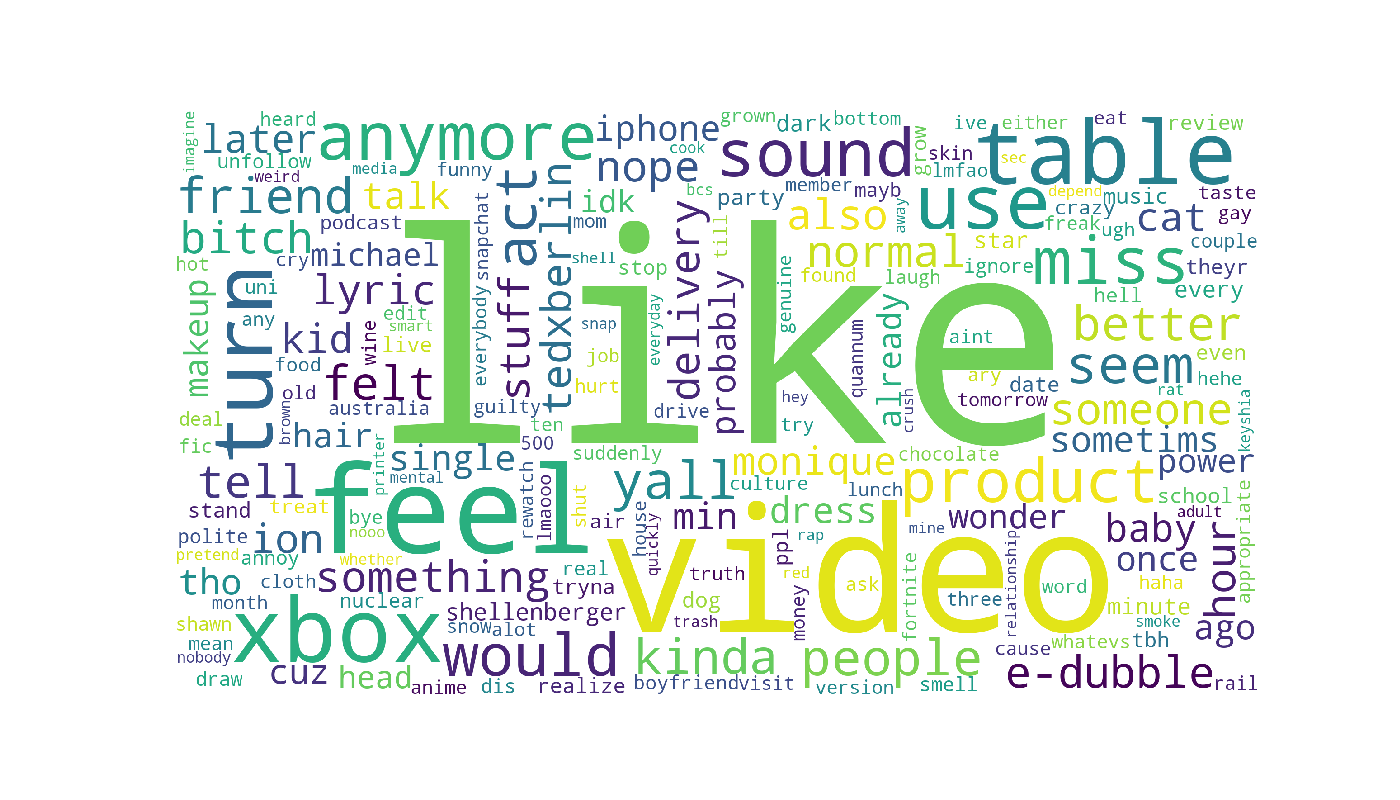 imagine
heard
later
anymore
iphone
grown
dark
bottom
ive
either
eat
review
unfollow
weird
media
funny
nope
cook
sound
grow
skin
lmfao
sec
table
friend
talk
act
tedxberlin
idk
bcs
party
member
mayb
away
use
depend
music
crazy
taste
gay
bitch
podcast
snapchat
mom
delivery
till
also
normal
star
freak
ugh
cat
couple
hot
cry
michael
shell
stop
probably
genuine
found
laugh
ignore
miss
theyr
makeup
turn
uni
lyric
everybody
stuff
like
hell
every
any
edit
smart
live
snap
everyday
already
quannum
aint
better
kid
wine
job
seem
even
food
felt
hurt
ary
date
hehe
old
hey
crush
tomorrow
rat
deal
brown
australia
guilty
drive
try
someone
keyshia
fic
hair
printer
ten
500
sometims
single
suddenly
monique
chocolate
power
tell
mental
feel
rewatch
lmaooo
shut
yall
culture
lunch
product
school
appropriate
stand
treat
bye
nooo
air
house
quickly
min
dress
wonder
baby
adult
polite
ion
annoy
whether
ppl
rap
video
mine
relationship
once
hour
pretend
tho
cloth
something
real
tryna
truth
red
ask
word
haha
month
nuclear
shellenberger
dog
trash
money
fortnite
three
minute
smoke
shawn
xbox
snow
alot
whatevs
tbh
ago
mean
nobody
would
kinda
people
cause
draw
cuz
head
anime
dis
realize
boyfriend
visit
version
smell
e-dubble
rail